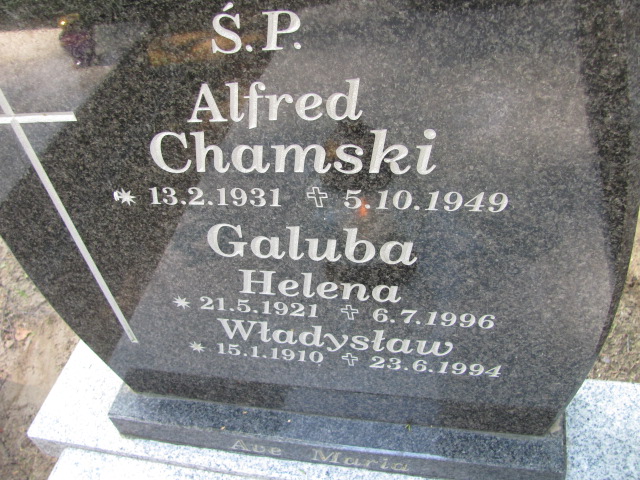 Ś.P.
Alfred
Chamski
* 13.2.1931 ✝ 5.10.1949
Galuba
Helena
* 21.5.1921 ✝ 6.7.1996
Władysław
* 15.1.1910 ✝ 23.6.1994
Ave Maria